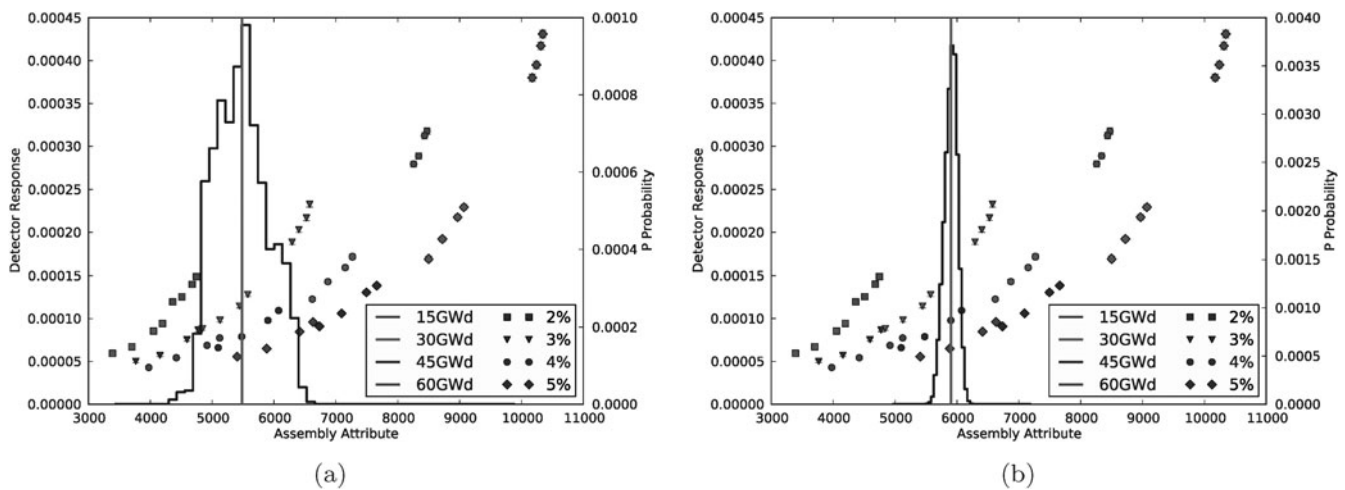 0.00045
0.00040
0.00035
0.00030
0.00025
0.00020
0.00015
0.00010
0.00005
0.00000
Detector Response
3000 4000 5000 6000 7000 8000 9000 10000 11000
Assembly Attribute
0.0010
0.0008
0.0006
0.0004
0.0002
0.0000
P Probability
15GWd 2%
30GWd 3%
45GWd 4%
60GWd 5%
(a)
0.00045
0.00040
0.00035
0.00030
0.00025
0.00020
0.00015
0.00010
0.00005
0.00000
Detector Response
3000 4000 5000 6000 7000 8000 9000 10000 11000
Assembly Attribute
0.0040
0.0035
0.0030
0.0025
0.0020
0.0015
0.0010
0.0005
0.0000
P Probability
15GWd 2%
30GWd 3%
45GWd 4%
60GWd 5%
(b)